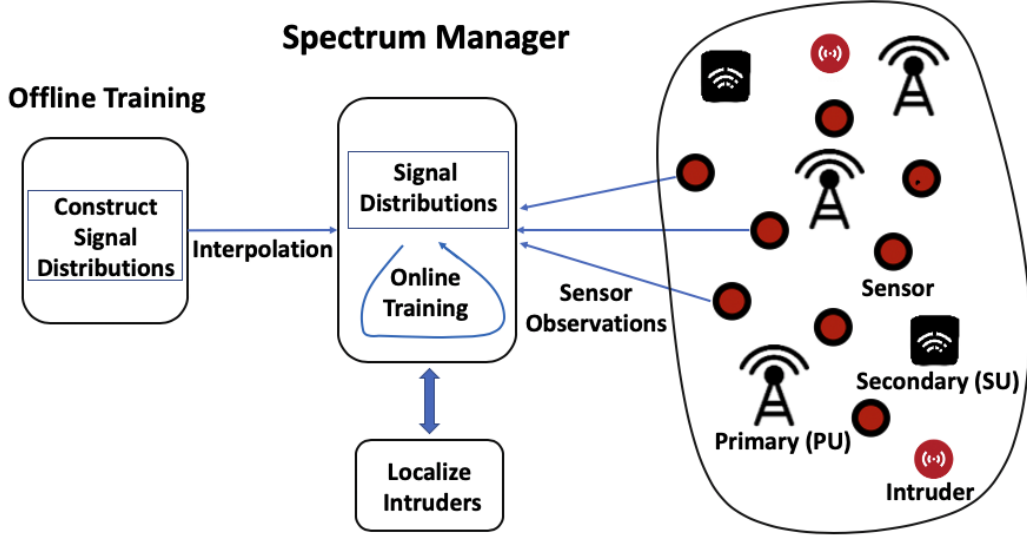 Spectrum Manager
Offline Training
Construct
Signal
Distributions
Interpolation
Signal
Distributions
Online
Training
Sensor
Observations
Localize
Intruders
Sensor
Secondary (SU)
Primary (PU)
Intruder